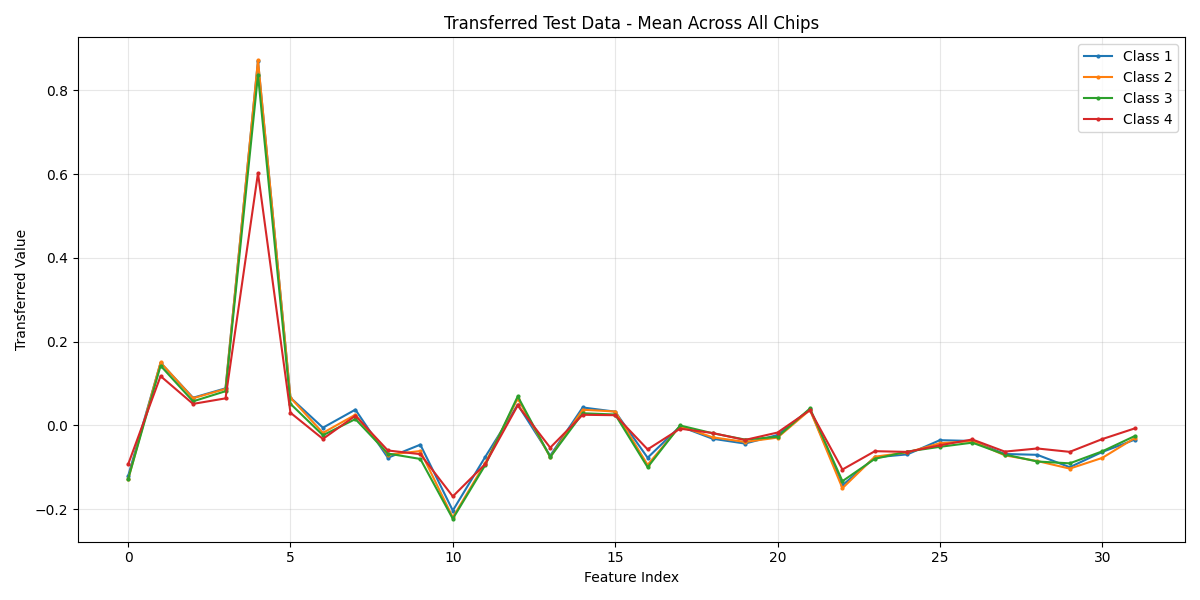 Transferred Test Data - Mean Across All Chips
Class 1
Class 2
Class 3
Class 4
Transferred Value
0.8
0.6
0.4
0.2
0.0
−0.2
0 5 10 15 20 25 30
Feature Index